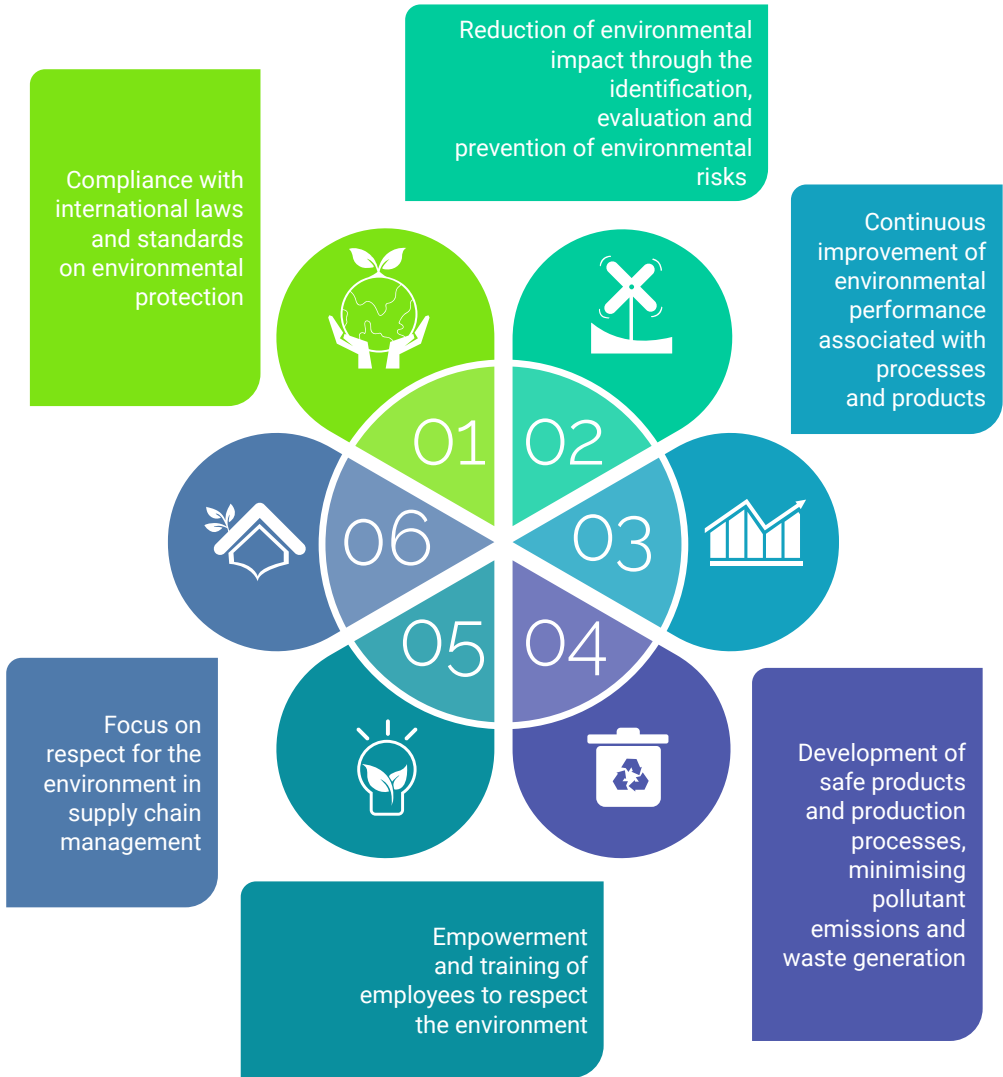 Compliance with
international laws
and standards
on environmental
protection
Reduction of environmental
impact through the
identification,
evaluation and
prevention of environmental
risks
Continuous
improvement of
environmental
performance
associated with
processes
and products
01
02
03
04
05
06
Development of
safe products
and production
processes,
minimising
pollutant
emissions and
waste generation
Empowerment
and training of
employees to respect
the environment
Focus on
respect for the
environment in
supply chain
management